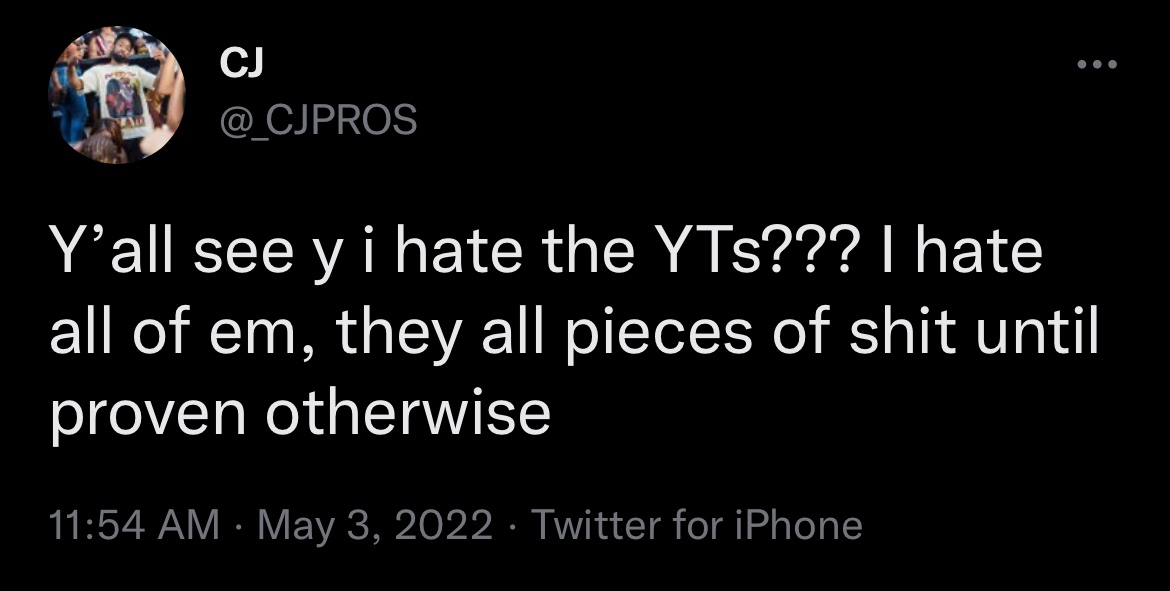 CJ
@_CJPROS
Y’all see y i hate the YTs??? I hate
all of em, they all pieces of shit until
proven otherwise
11:54 AM · May 3, 2022 · Twitter for iPhone